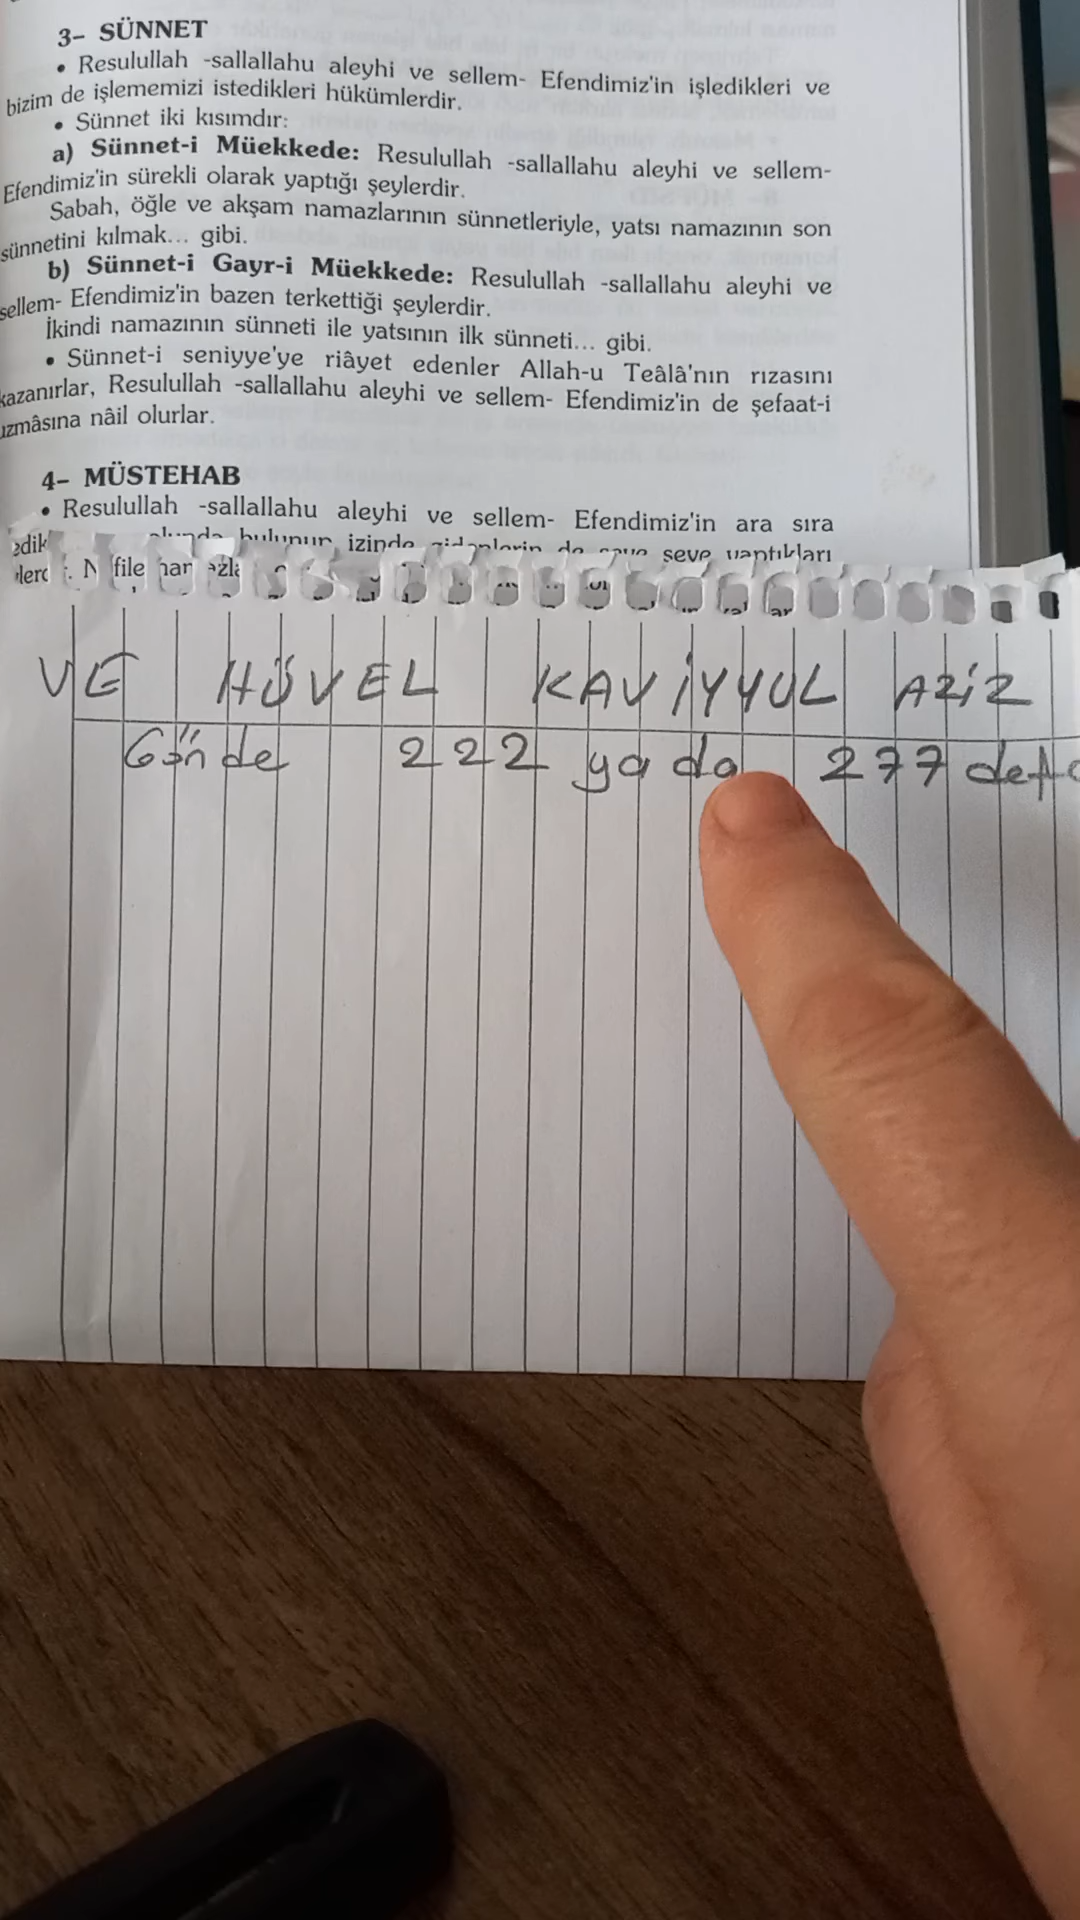 3- SÜNNET
• Resulullah -sallallahu aleyhi ve sellem- Efendimiz'in işledikleri ve
bizim de işlememizi istedikleri hükümlerdir.
• Sünnet iki kısımdır:
a) Sünnet-i Müekkede: Resulullah -sallallahu aleyhi ve sellem-
Efendimiz'in sürekli olarak yaptığı şeylerdir.
Sabah, öğle ve akşam namazlarının sünnetleriyle, yatsı namazının son
sünnetini kılmak... gibi.
b) Sünnet-i Gayr-i Müekkede: Resulullah -sallallahu aleyhi ve
sellem- Efendimiz'in bazen terkettiği şeylerdir.
İkindi namazının sünneti ile yatsının ilk sünneti... gibi.
• Sünnet-i seniyye'ye riâyet edenler Allah-u Teâlâ'nın rızasını
kazanırlar, Resulullah -sallallahu aleyhi ve sellem- Efendimiz'in de şefaat-i
uzmâsına nâil olurlar.
4- MÜSTEHAB
• Resulullah -sallallahu aleyhi ve sellem- Efendimiz'in ara sıra
bulunup izinde gidenlerin de seve yaptıkları
VE HÜVEL KAVİYYUL AZİZ
Günde 222 ya da 277 defa